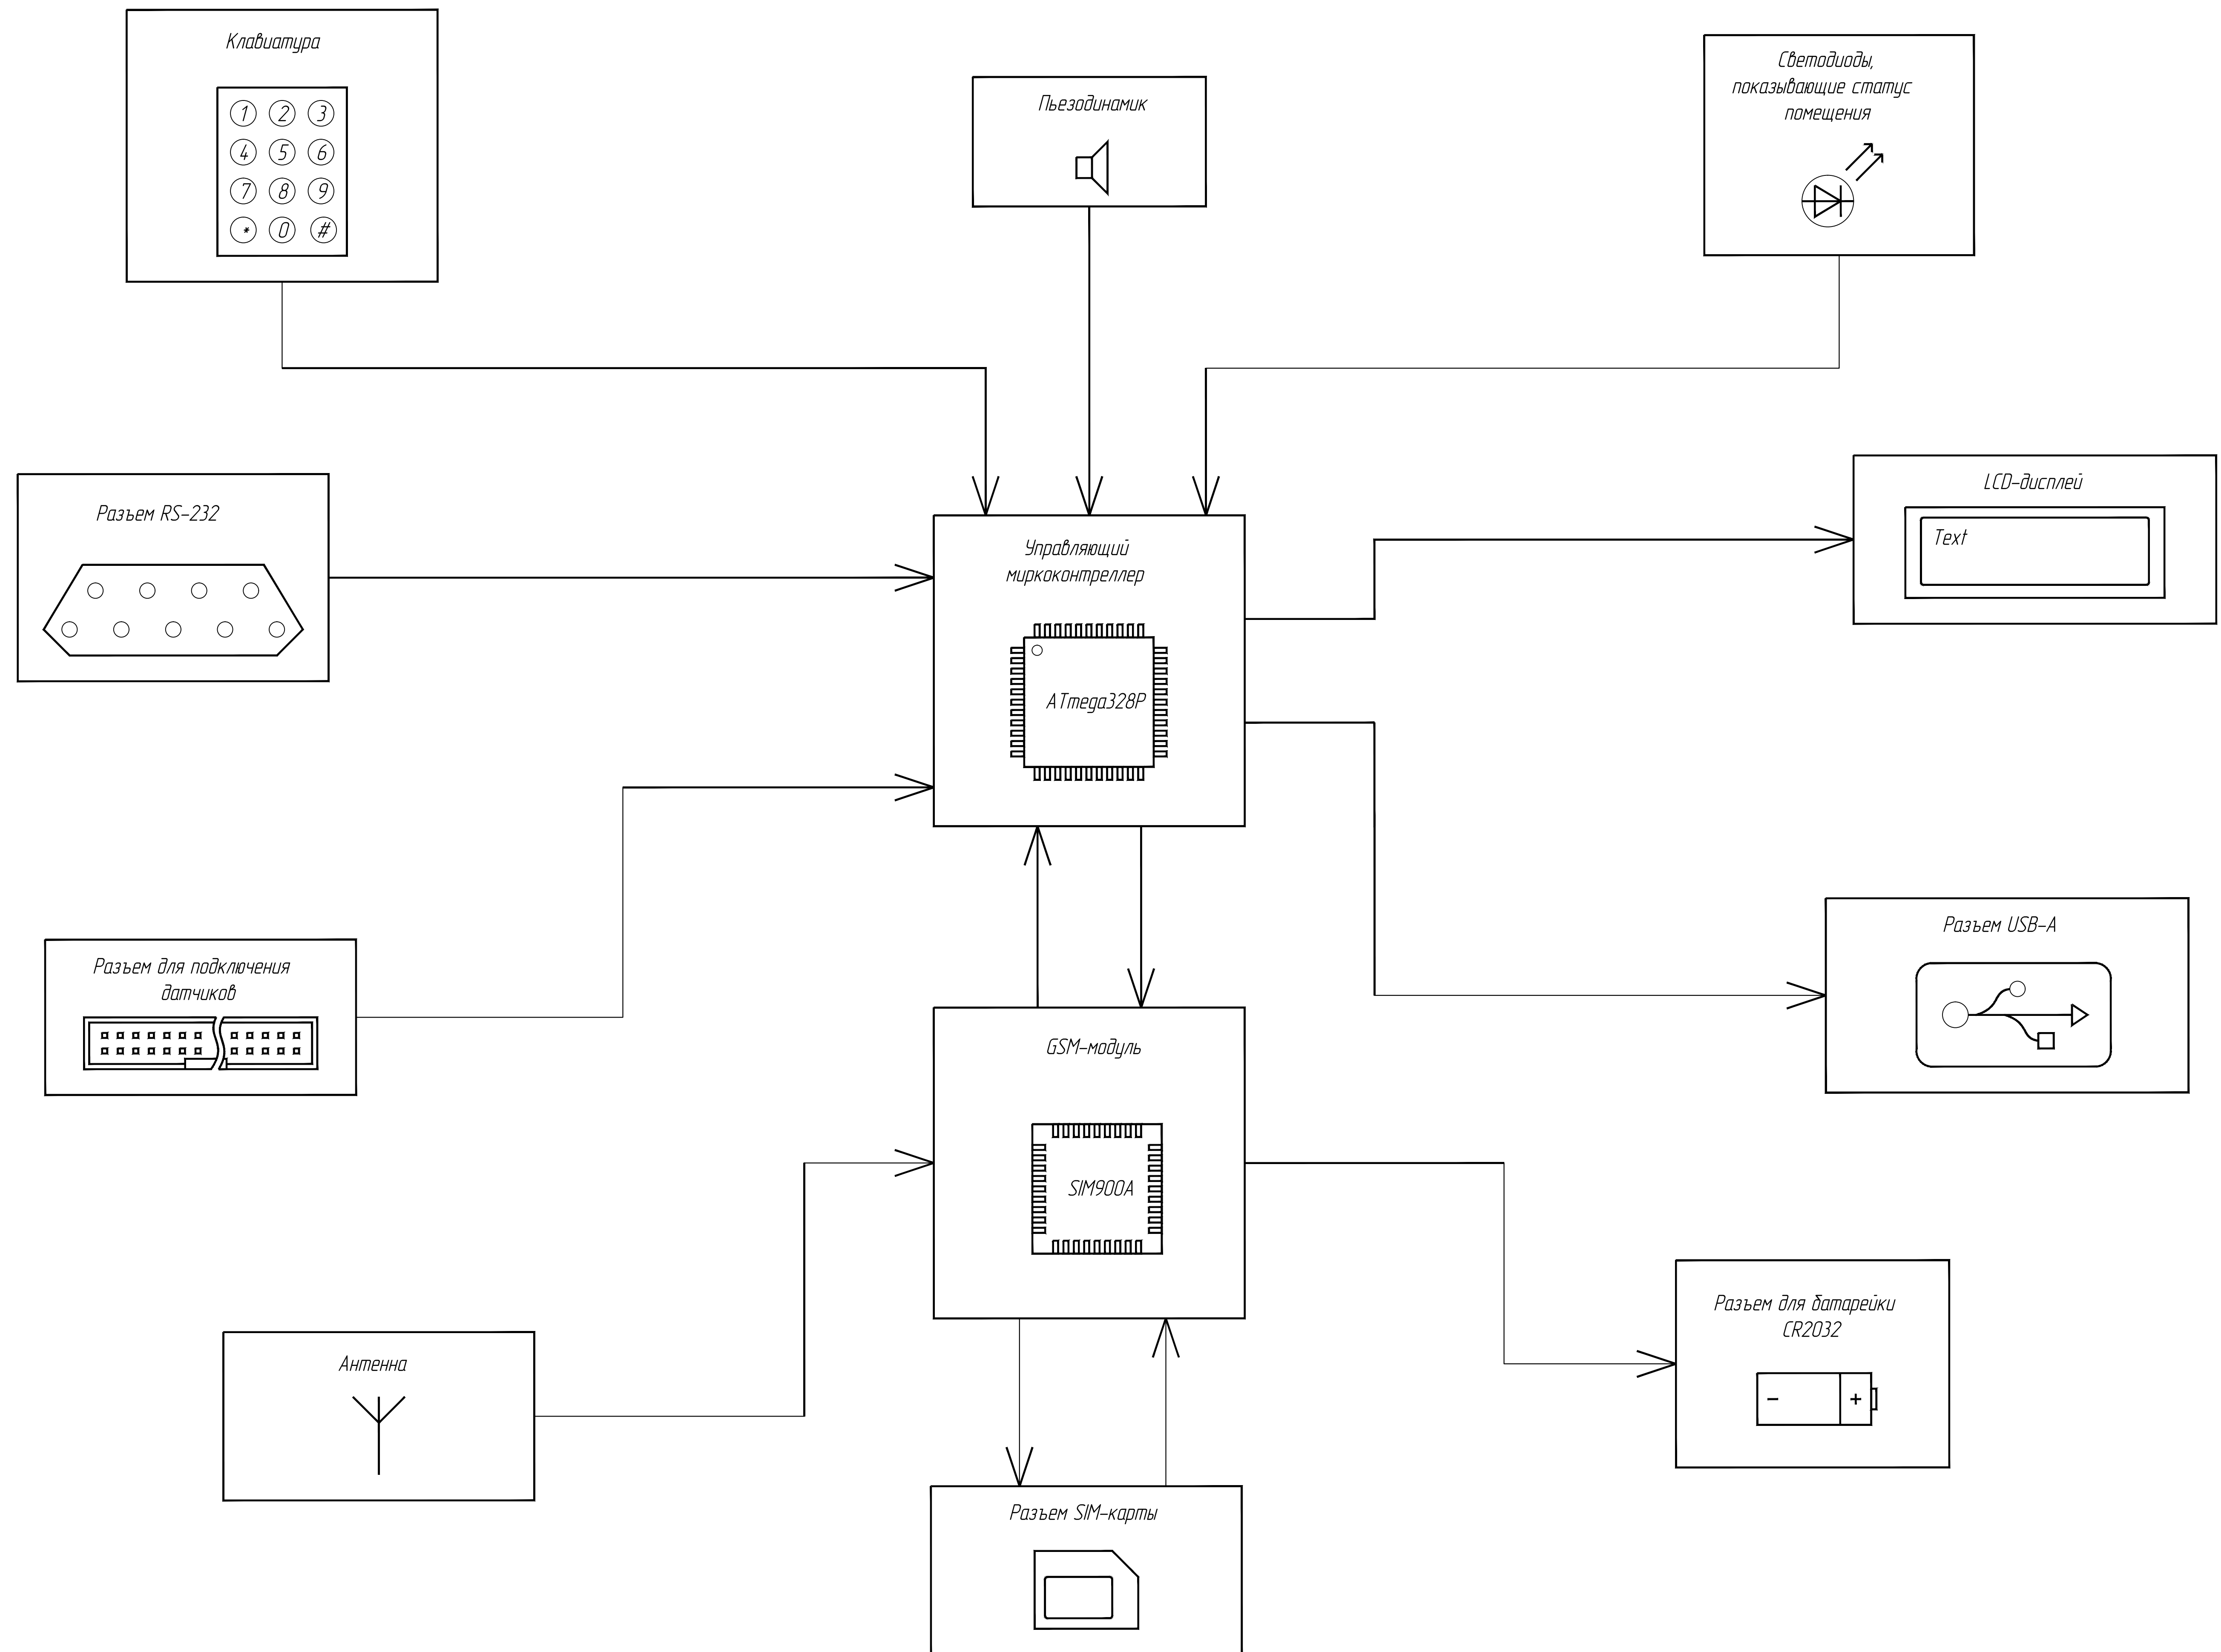 Клавиатура
1 2 3
4 5 6
7 8 9
* 0 #
Пьезодинамик
Светодиоды,
показывающие статус
помещения
Разъем RS-232
LCD-дисплей
Text
Управляющий
миркоконтроллер
ATmega328P
Разъем для подключения
датчиков
Разъем USB-A
GSM-модуль
SIM900A
Антенна
Разъем для батарейки
CR2032
- +
Разъем SIM-карты